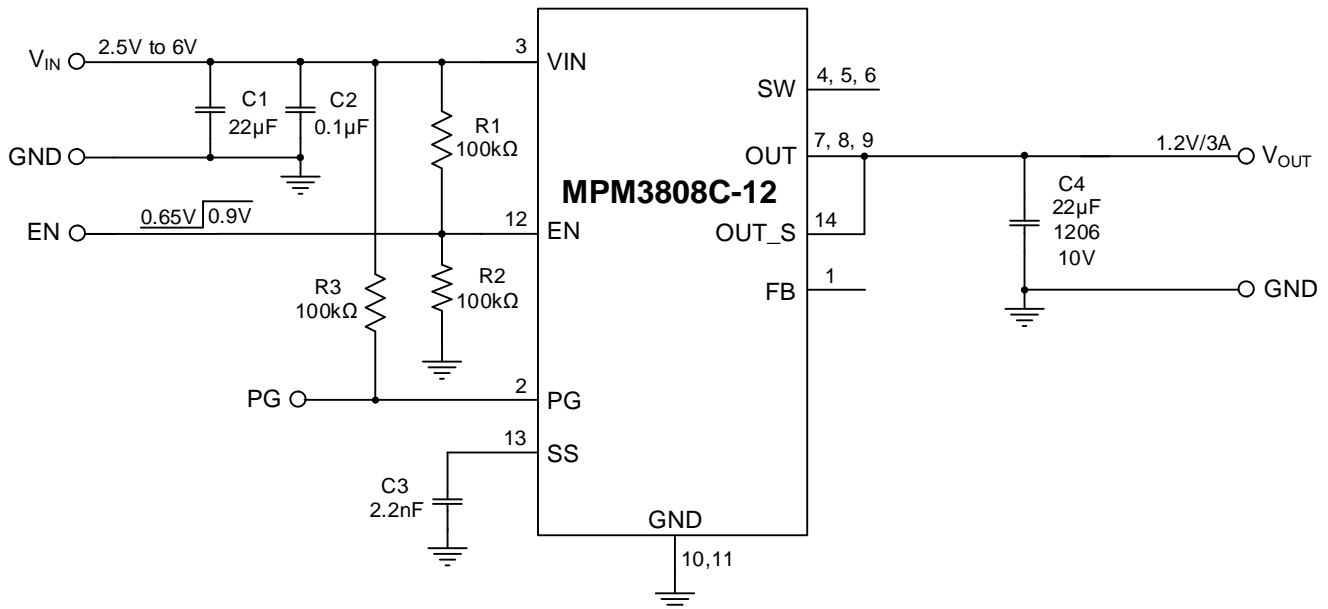 VIN
2.5V to 6V
3
VIN
C1
22µF
C2
0.1µF
R1
100kΩ
GND
EN
0.65V
0.9V
12
EN
R2
100kΩ
R3
100kΩ
PG
2
PG
13
SS
C3
2.2nF
MPM3808C-12
SW
4, 5, 6
OUT
7, 8, 9
OUT_S
14
FB
1
GND
10,11
1.2V/3A
VOUT
C4
22µF
1206
10V
GND